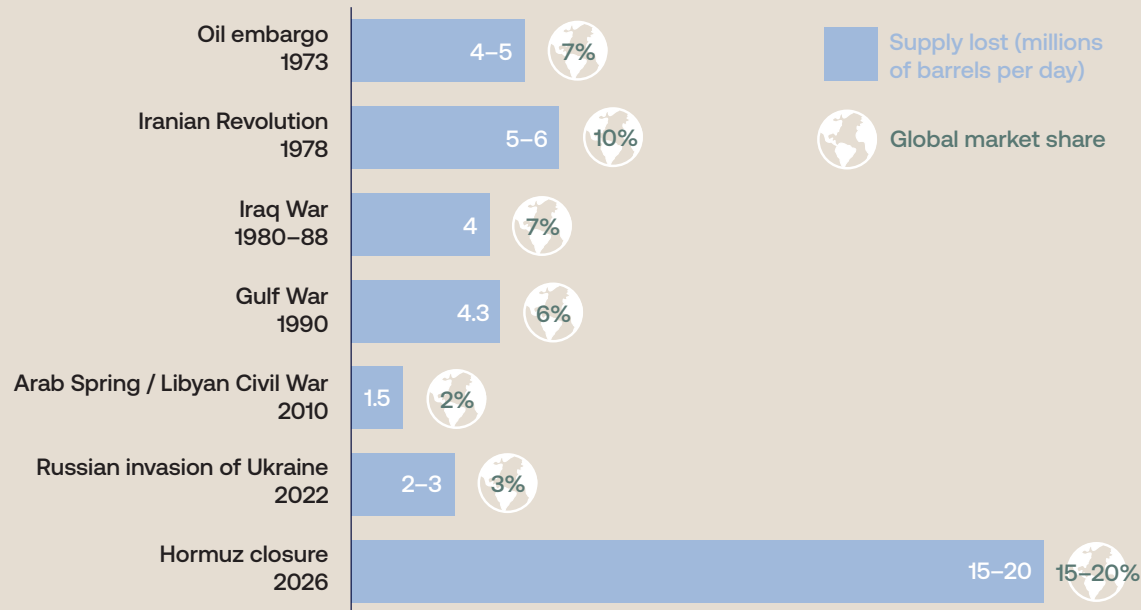 Oil embargo
1973
4–5
7%
Supply lost (millions
of barrels per day)
Iranian Revolution
1978
5–6
10%
Global market share
Iraq War
1980–88
4
7%
Gulf War
1990
4.3
6%
Arab Spring / Libyan Civil War
2010
1.5
2%
Russian invasion of Ukraine
2022
2–3
3%
Hormuz closure
2026
15–20
15–20%